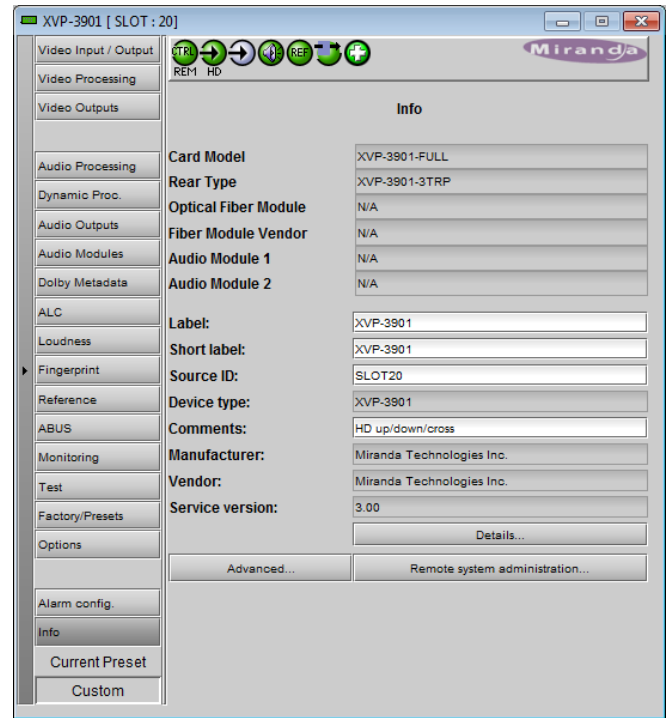 XVP-3901 [ SLOT : 20]
Video Input / Output
Video Processing
Video Outputs
Audio Processing
Dynamic Proc.
Audio Outputs
Audio Modules
Dolby Metadata
ALC
Loudness
Fingerprint
Reference
ABUS
Monitoring
Test
Factory/Presets
Options
Alarm config.
Info
Current Preset
Custom
CTRL
REF
REM HD
Miranda
Info
Card Model XVP-3901-FULL
Rear Type XVP-3901-3TRP
Optical Fiber Module N/A
Fiber Module Vendor N/A
Audio Module 1 N/A
Audio Module 2 N/A
Label: XVP-3901
Short label: XVP-3901
Source ID: SLOT20
Device type: XVP-3901
Comments: HD up/down/cross
Manufacturer: Miranda Technologies Inc.
Vendor: Miranda Technologies Inc.
Service version: 3.00
Details...
Advanced... Remote system administration...